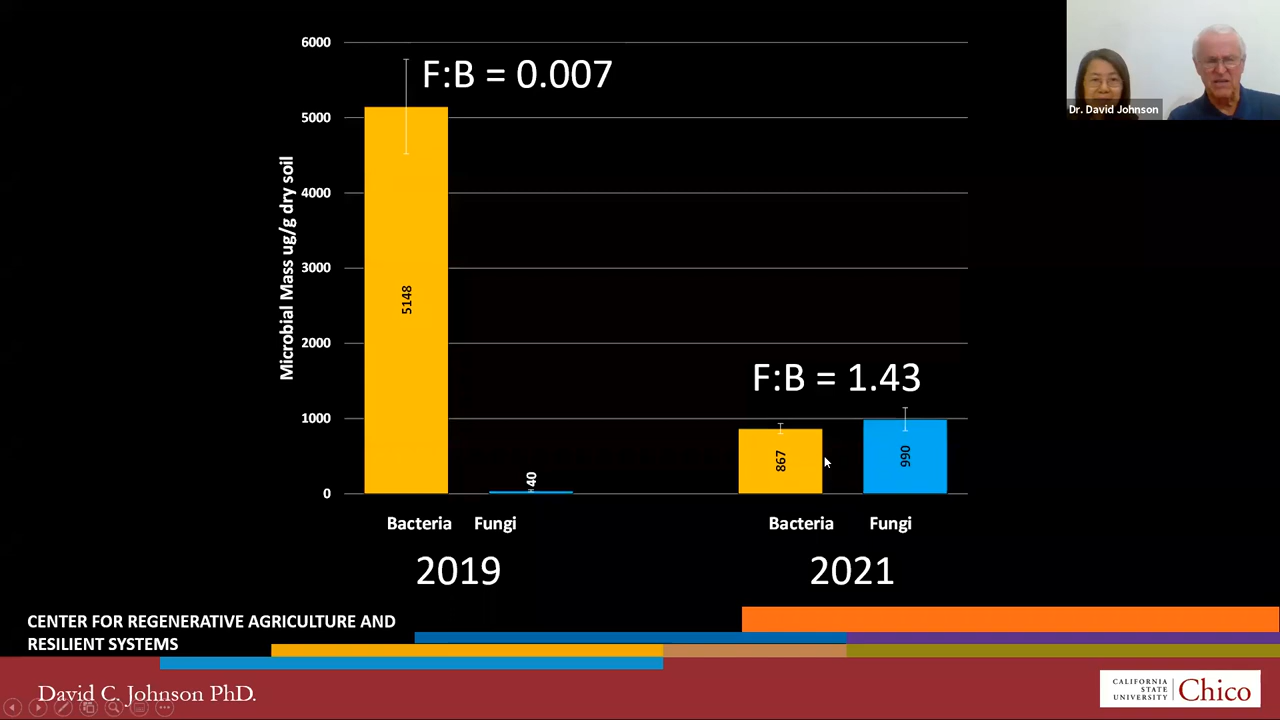 6000
F:B = 0.007
5000
4000
3000
2000
1000
0
Microbial Mass ug/g dry soil
5148
40
F:B = 1.43
867
990
Bacteria Fungi
Bacteria Fungi
2019
2021
Dr. David Johnson
CENTER FOR REGENERATIVE AGRICULTURE AND
RESILIENT SYSTEMS
David C. Johnson PhD.
CALIFORNIA
STATE
UNIVERSITY
Chico